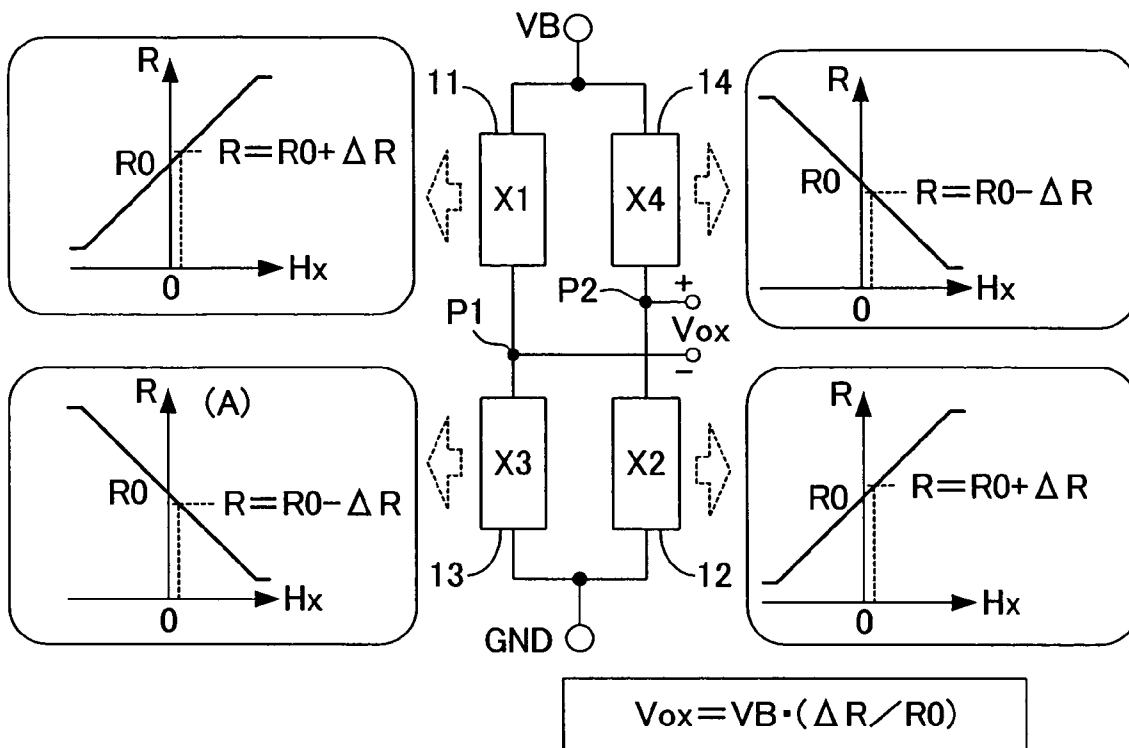 VB
11
14
R
R0
R=R0+ΔR
Hx
0
X1
X4
R
R0
R=R0-ΔR
Hx
0
P1
P2
+
Vox
-
(A)
R
R0
R=R0-ΔR
Hx
0
X3
X2
R
R0
R=R0+ΔR
Hx
0
13
12
GND
Vox=VB·(ΔR/R0)